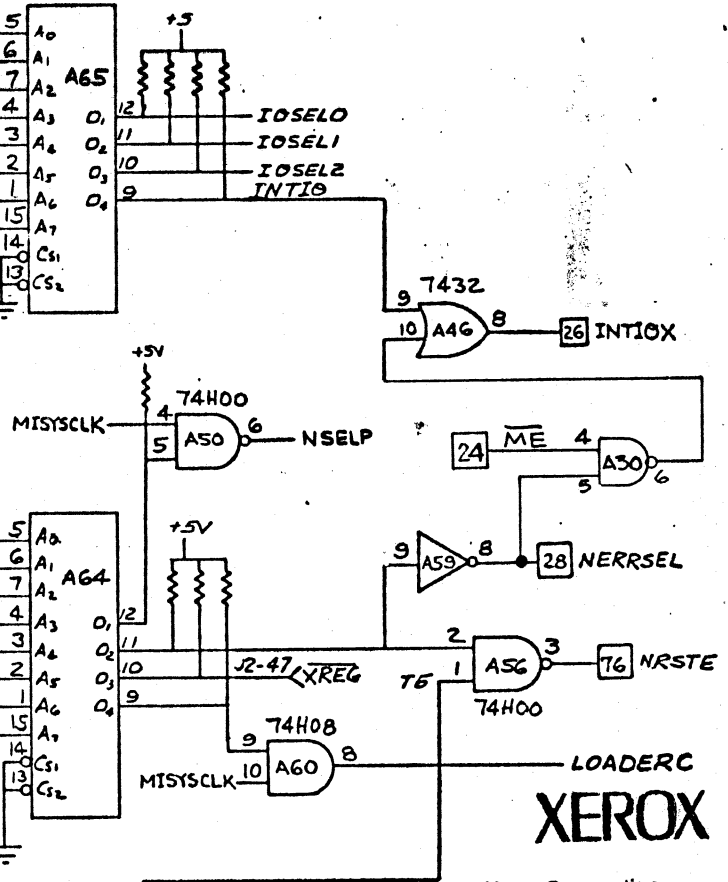 +5
5 A0
6 A1
7 A2
A65
4 A3 O1 12 IOSEL0
3 A4 O2 11 IOSEL1
2 A5 O3 10 IOSEL2
1 A6 O4 9 INTIO
15 A7
14 CS1
13 CS2
7432
9
10 A46 8 26 INTIOX
+5V
74H00
MISYSCLK 4
A50 6 NSELP
5
24 ME 4
A30 6
5
+5V
5 A0
6 A1
7 A2
A64
9 A59 8 28 NERRSEL
4 A3 O1 12
3 A4 O2 11
2 A5 O3 10 J2-47 XREG
1 A6 O4 9
15 A7
14 CS1
13 CS2
2
TE 1 A56 3 76 NRSTE
74H00
74H08
9
MISYSCLK 10 A60 8 LOADERC
XEROX